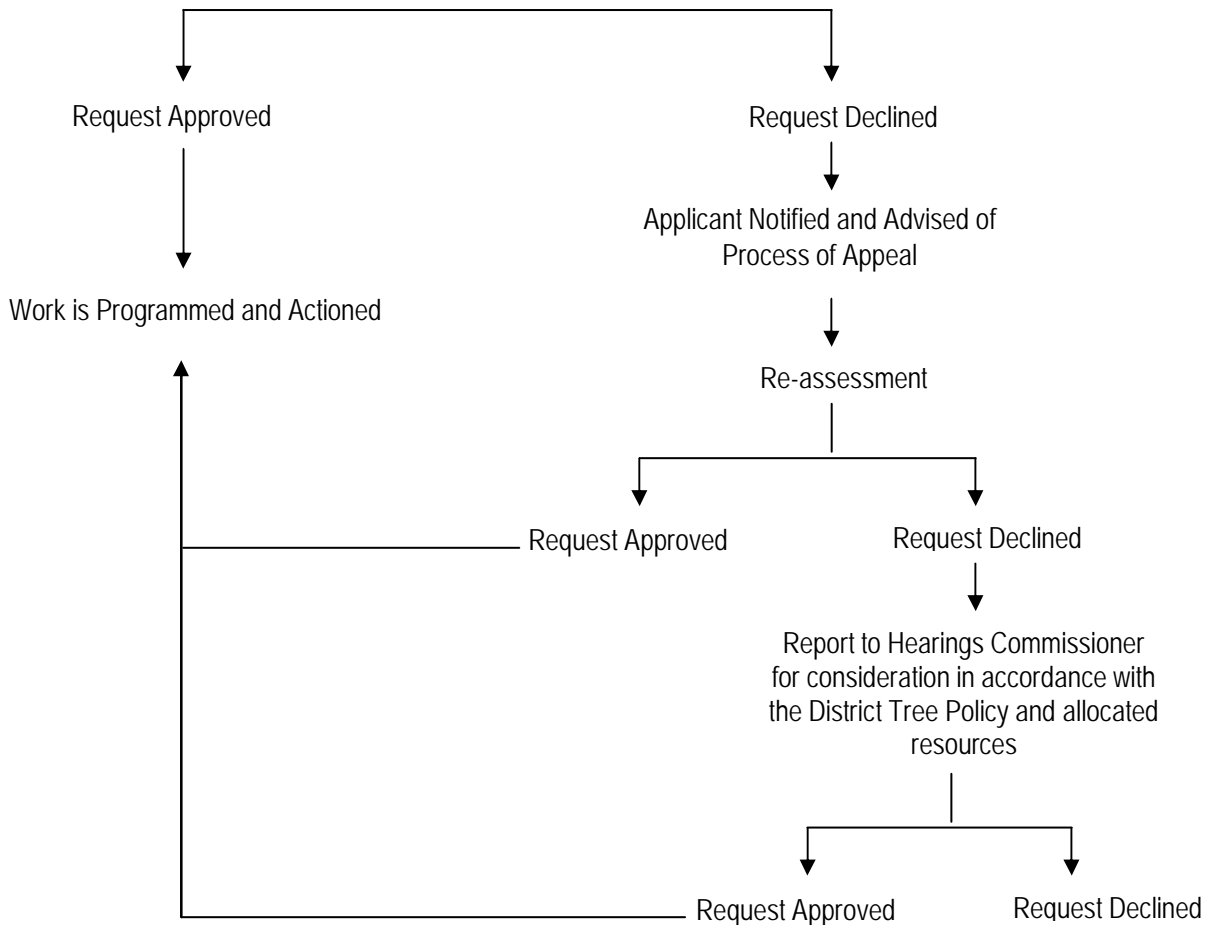 Request Approved
Request Declined
Applicant Notified and Advised of
Process of Appeal
Work is Programmed and Actioned
Re-assessment
Request Approved
Request Declined
Report to Hearings Commissioner
for consideration in accordance with
the District Tree Policy and allocated
resources
Request Approved
Request Declined